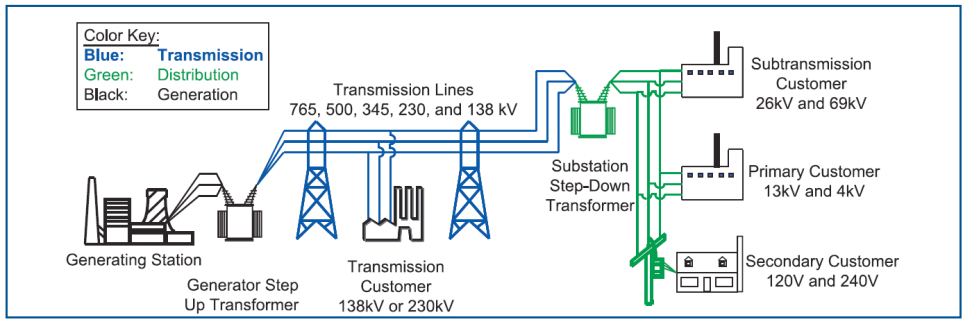 Color Key:
Blue: Transmission
Green: Distribution
Black: Generation
Transmission Lines
765, 500, 345, 230, and 138 kV
Subtransmission
Customer
26kV and 69kV
Substation
Step-Down
Transformer
Primary Customer
13kV and 4kV
Generating Station
Generator Step
Up Transformer
Transmission
Customer
138kV or 230kV
Secondary Customer
120V and 240V